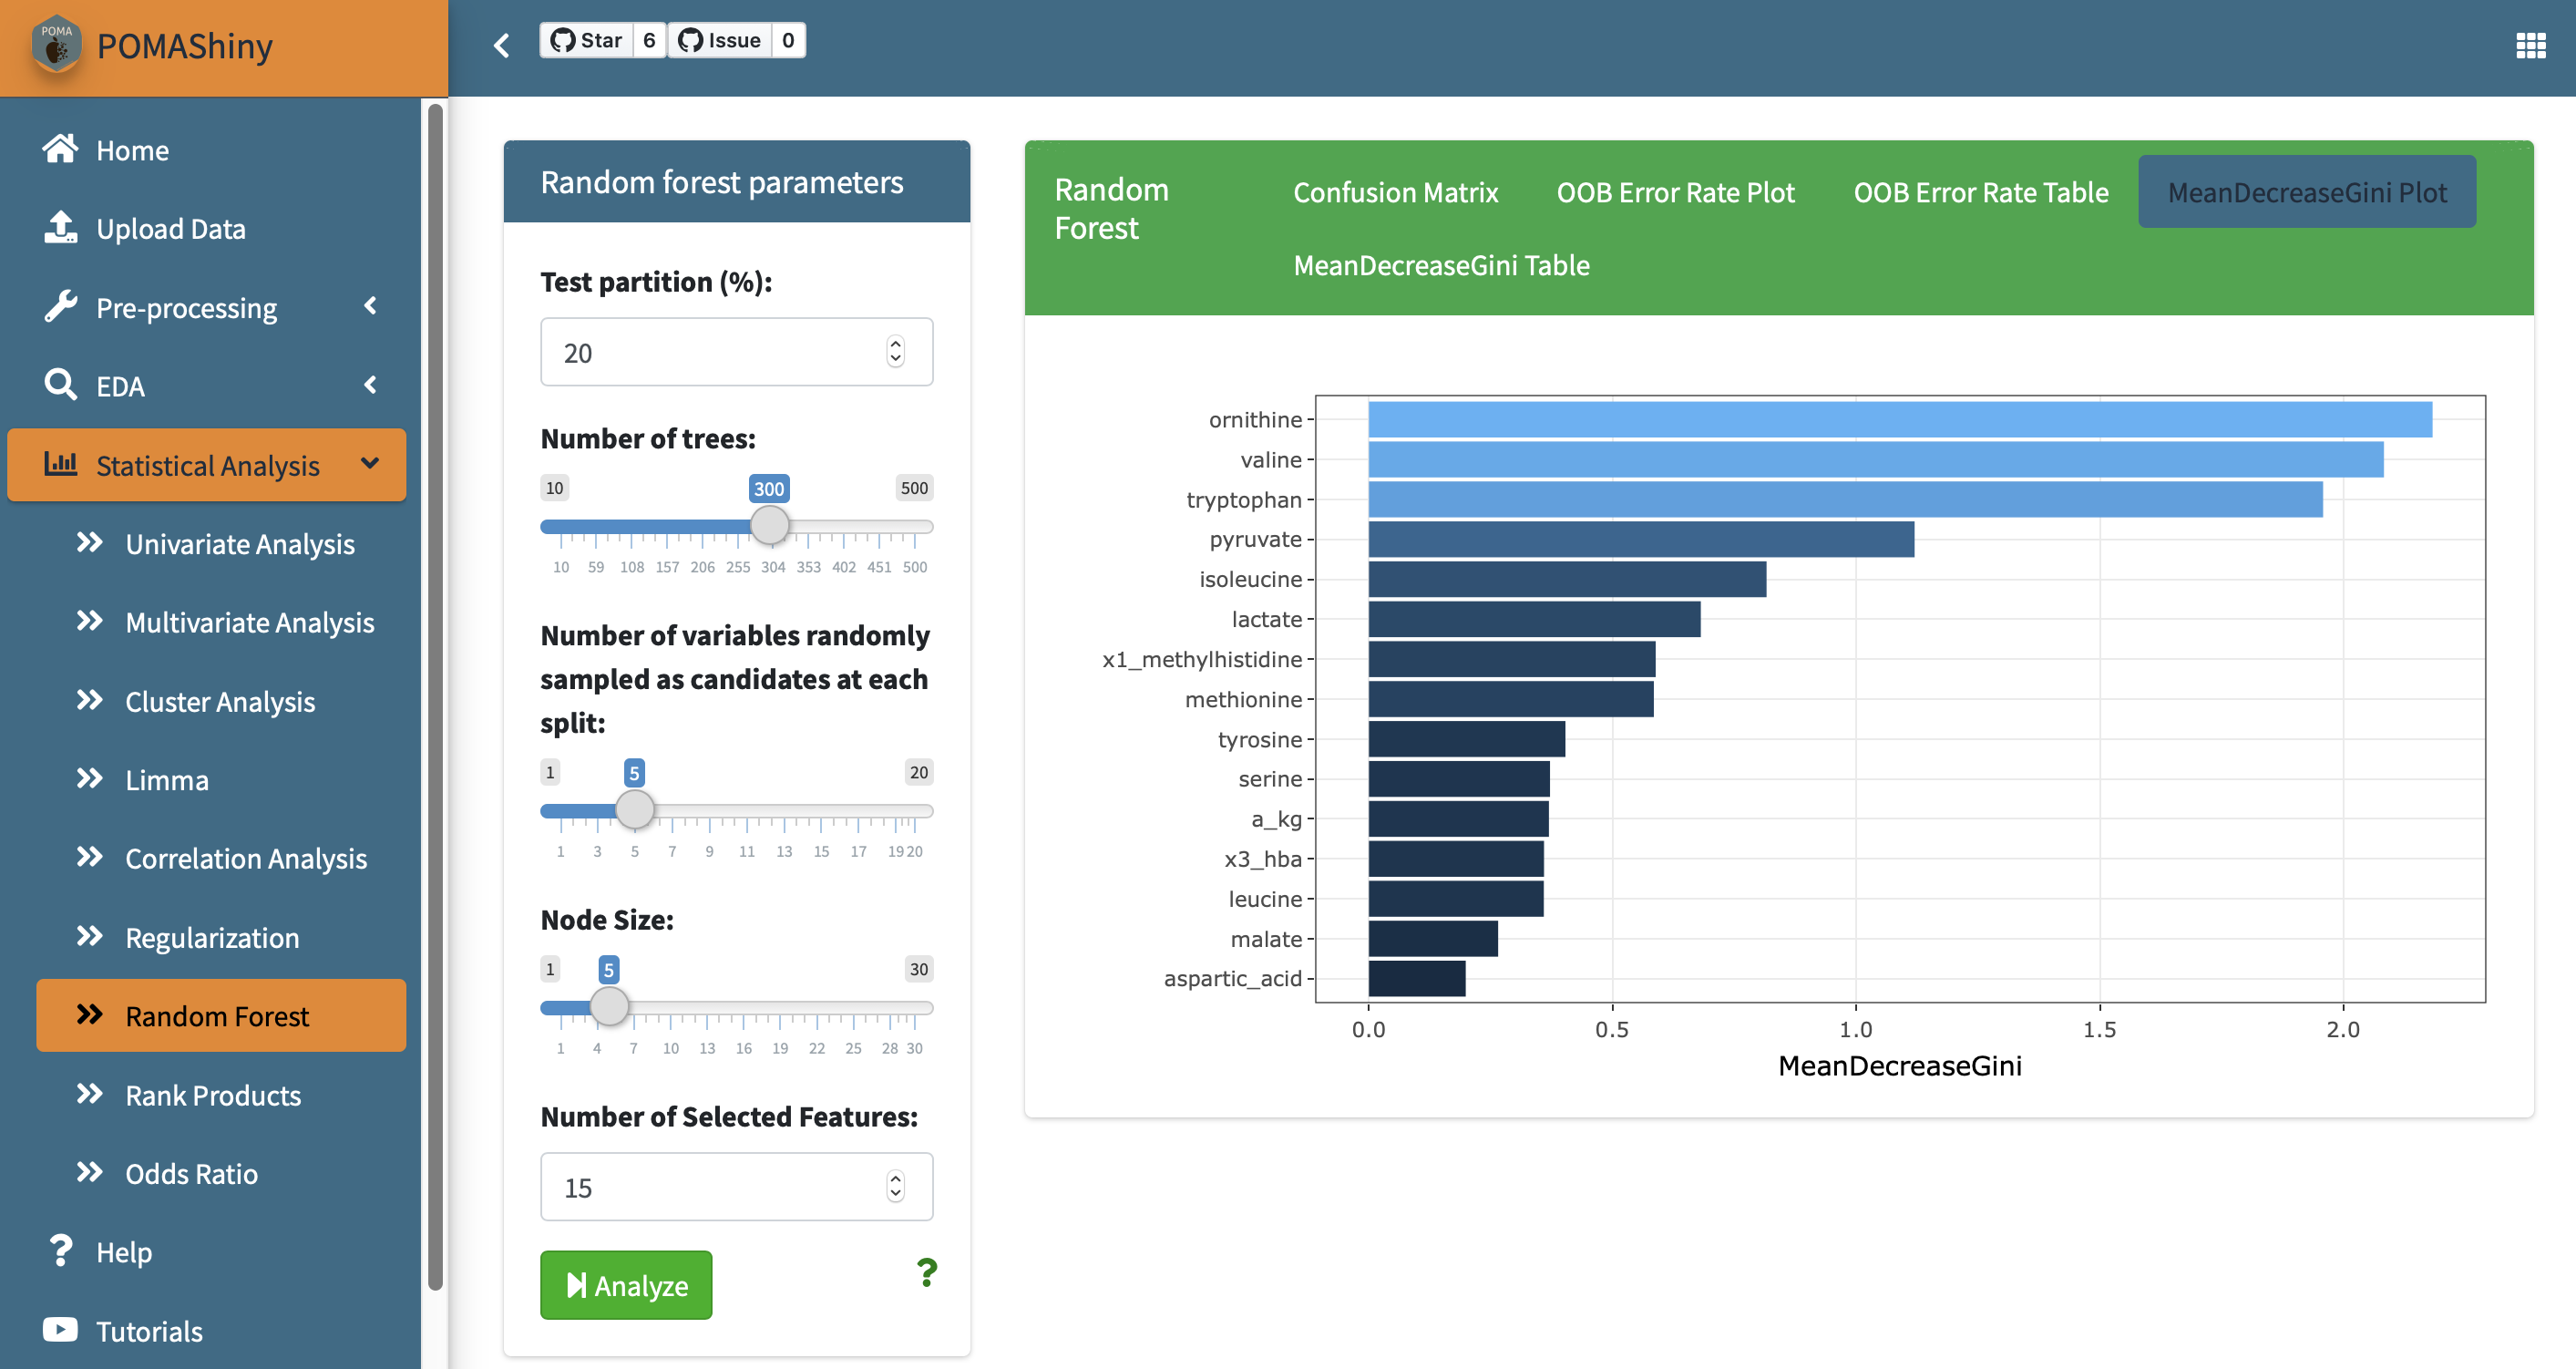 POMA
POMAShiny
Star 6 Issue 0
Home
Upload Data
Pre-processing
EDA
Statistical Analysis
Univariate Analysis
Multivariate Analysis
Cluster Analysis
Limma
Correlation Analysis
Regularization
Random Forest
Rank Products
Odds Ratio
Help
Tutorials
Random forest parameters
Test partition (%):
20
Number of trees:
10 300 500
10 59 108 157 206 255 304 353 402 451 500
Number of variables randomly
sampled as candidates at each
split:
1 5 20
1 3 5 7 9 11 13 15 17 19 20
Node Size:
1 5 30
1 4 7 10 13 16 19 22 25 28 30
Number of Selected Features:
15
Analyze ?
Random
Forest
Confusion Matrix OOB Error Rate Plot OOB Error Rate Table MeanDecreaseGini Plot
MeanDecreaseGini Table
ornithine
valine
tryptophan
pyruvate
isoleucine
lactate
x1_methylhistidine
methionine
tyrosine
serine
a_kg
x3_hba
leucine
malate
aspartic_acid
0.0 0.5 1.0 1.5 2.0
MeanDecreaseGini